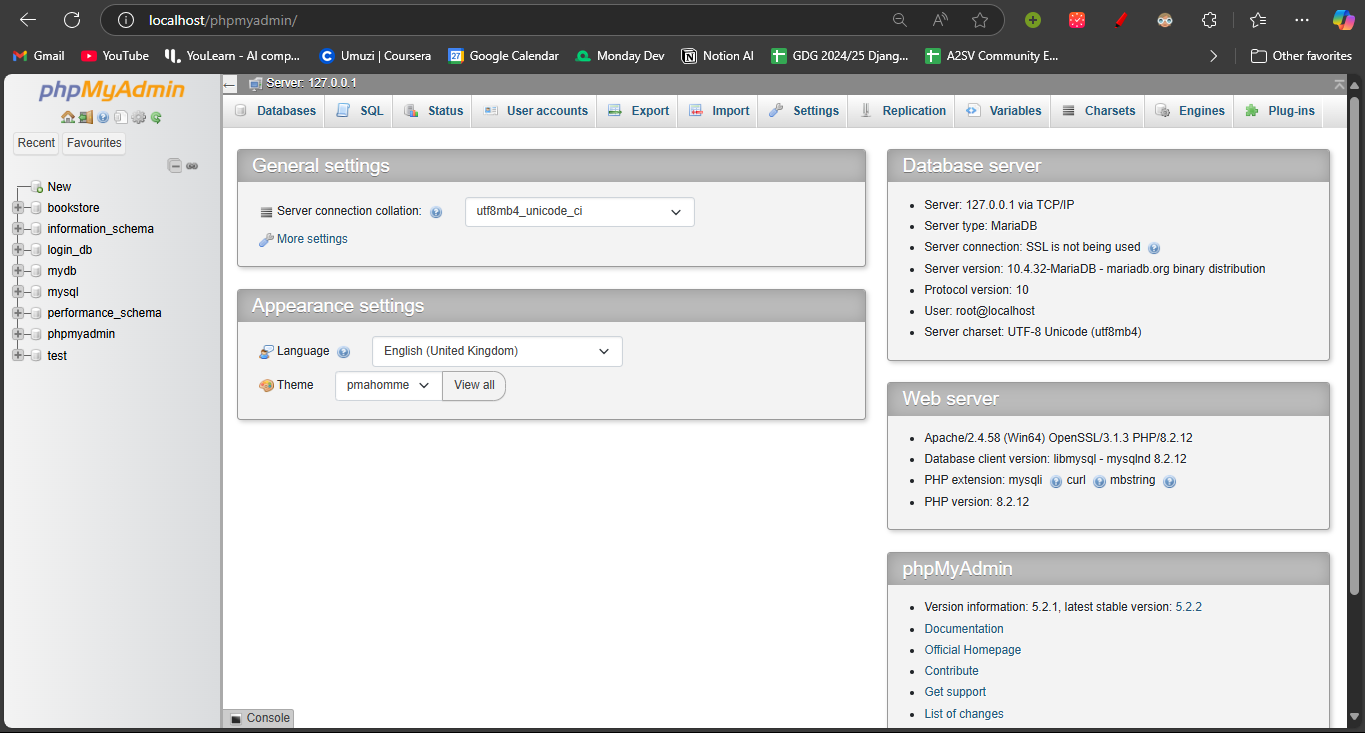 localhost/phpmyadmin/
Gmail
YouTube
YouLearn - AI comp...
Umuzi | Coursera
Google Calendar
Monday Dev
Notion AI
GDG 2024/25 Djang...
A2SV Community E...
Other favorites
phpMyAdmin
Recent
Favourites
New
bookstore
information_schema
login_db
mydb
mysql
performance_schema
phpmyadmin
test
Server: 127.0.0.1
Databases
SQL
Status
User accounts
Export
Import
Settings
Replication
Variables
Charsets
Engines
Plug-ins
General settings
Server connection collation:
utf8mb4_unicode_ci
More settings
Appearance settings
Language
English (United Kingdom)
Theme
pmahomme
View all
Database server
Server: 127.0.0.1 via TCP/IP
Server type: MariaDB
Server connection: SSL is not being used
Server version: 10.4.32-MariaDB - mariadb.org binary distribution
Protocol version: 10
User: root@localhost
Server charset: UTF-8 Unicode (utf8mb4)
Web server
Apache/2.4.58 (Win64) OpenSSL/3.1.3 PHP/8.2.12
Database client version: libmysql - mysqlnd 8.2.12
PHP extension: mysqli curl mbstring
PHP version: 8.2.12
phpMyAdmin
Version information: 5.2.1, latest stable version: 5.2.2
Documentation
Official Homepage
Contribute
Get support
List of changes
Console